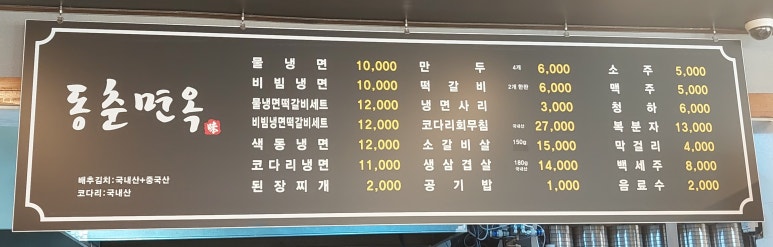 동춘면옥
味
배추김치:국내산+중국산
코다리:국내산
물냉면 10,000
비빔냉면 10,000
물냉면떡갈비세트 12,000
비빔냉면떡갈비세트 12,000
색동냉면 12,000
코다리냉면 11,000
된장찌개 2,000
만두 4개 6,000
떡갈비 2개 한판 6,000
냉면사리 3,000
코다리회무침 국내산 27,000
소갈비살 150g 15,000
생삼겹살 180g 국내산 14,000
공기밥 1,000
소주 5,000
맥주 5,000
청하 6,000
복분자 13,000
막걸리 4,000
백세주 8,000
음료수 2,000